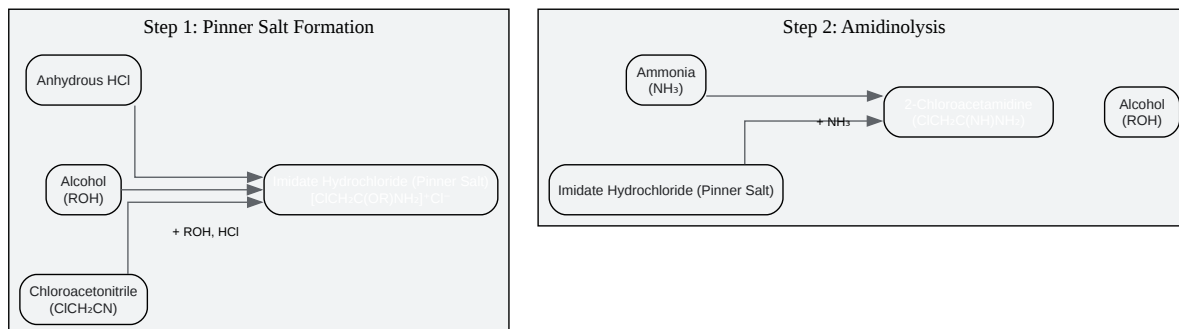 Step 1: Pinner Salt Formation
Anhydrous HCl
Alcohol
(ROH)
Imidate Hydrochloride (Pinner Salt)
[ClCH₂C(OR)NH₂]⁺Cl⁻
+ ROH, HCl
Chloroacetonitrile
(ClCH₂CN)
Step 2: Amidinolysis
Ammonia
(NH₃)
2-Chloroacetamidine
(ClCH₂C(NH)NH₂)
Alcohol
(ROH)
+ NH₃
Imidate Hydrochloride (Pinner Salt)